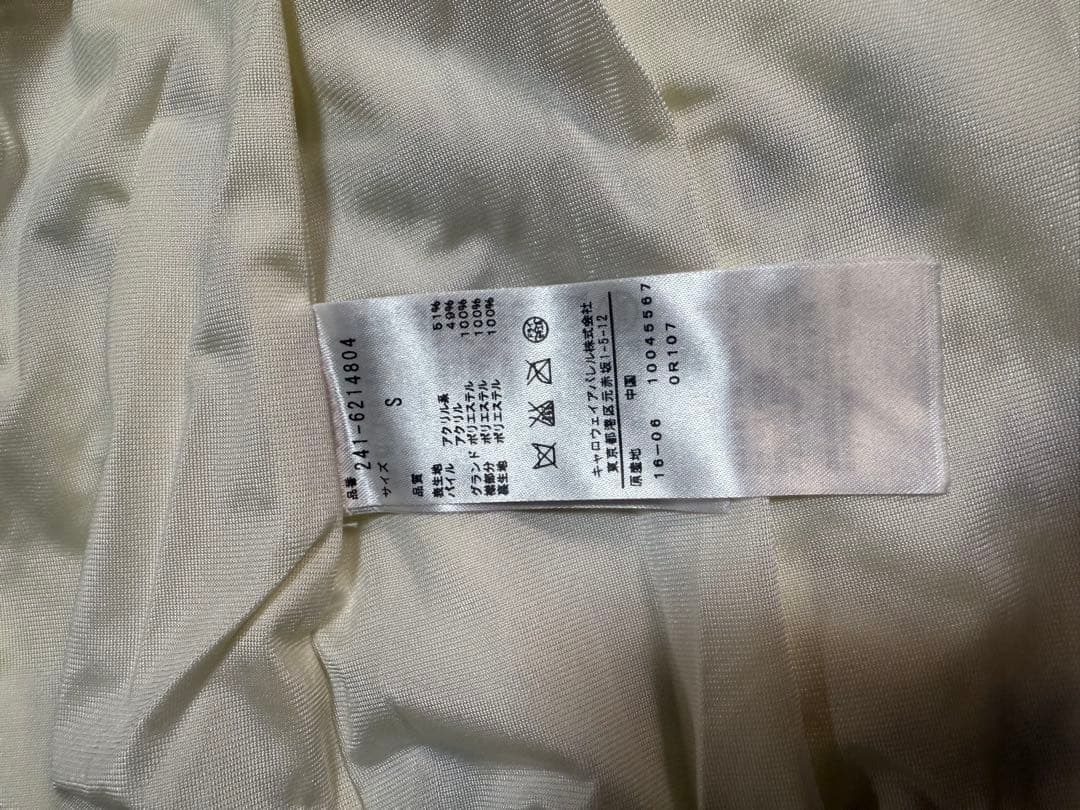 品番
241-6214804
サイズ S
品質
表生地
パイル アクリル系 51%
アクリル 49%
グランド ポリエステル 100%
襟部分 ポリエステル 100%
裏生地 ポリエステル 100%
キャロウェイアパレル株式会社
東京都港区元赤坂1-5-12
原産地 中国
16-06 10045567
0R107